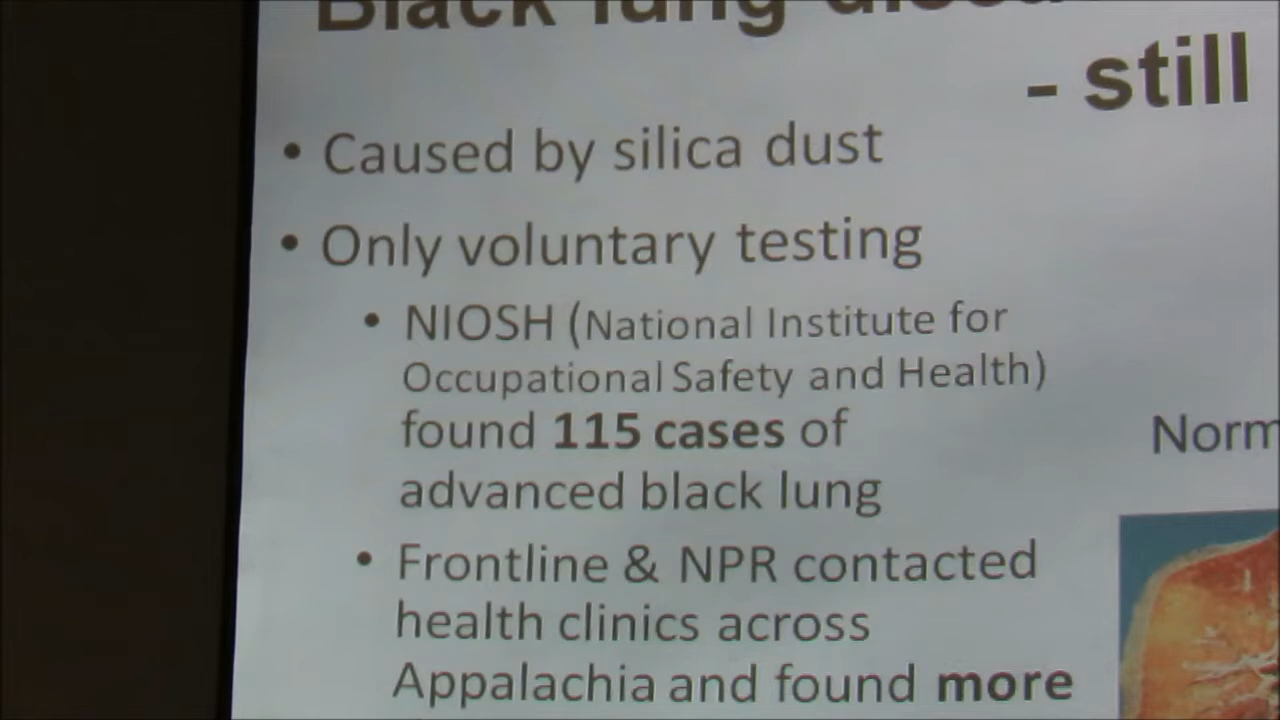 Black lung
- still
• Caused by silica dust
• Only voluntary testing
• NIOSH (National Institute for
Occupational Safety and Health)
found 115 cases of
advanced black lung
Norm
• Frontline & NPR contacted
health clinics across
Appalachia and found more